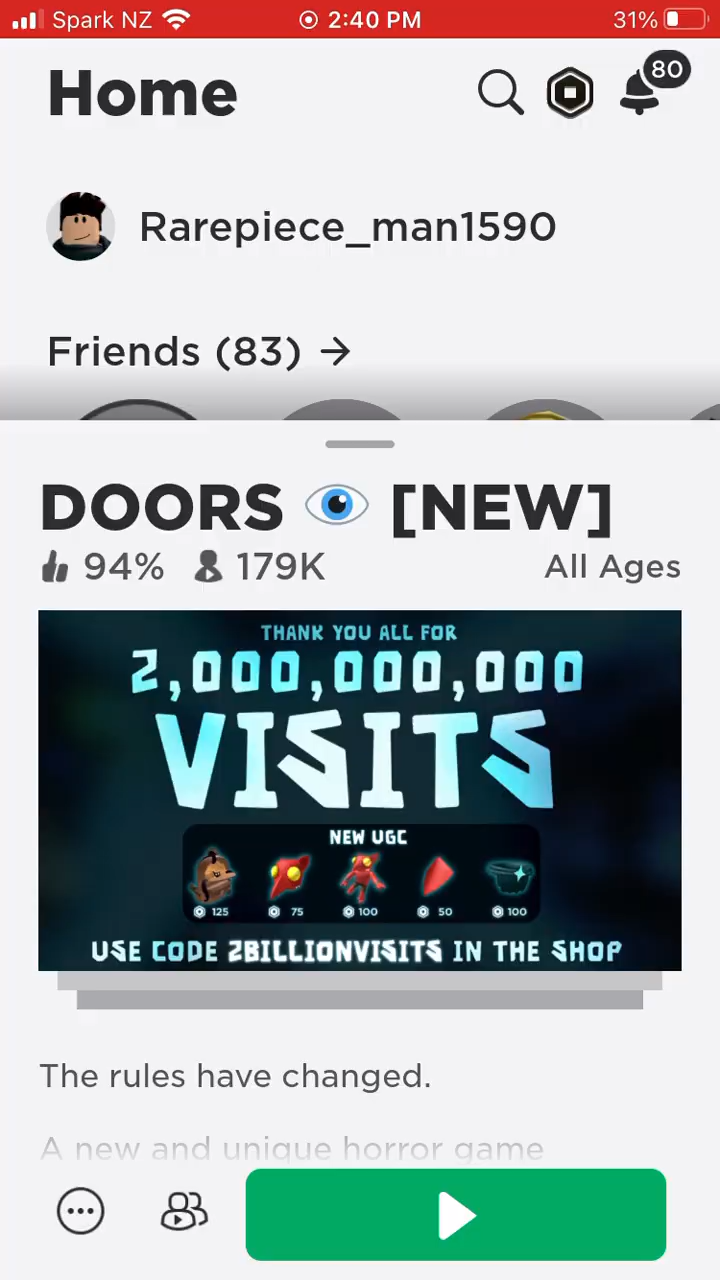 Spark NZ 2:40 PM 31%
Home 80
Rarepiece_man1590
Friends (83) →
DOORS 👁 [NEW]
94% 179K All Ages
THANK YOU ALL FOR
2,000,000,000
VISITS
NEW UGC
125 75 100 50 100
USE CODE 2BILLIONVISITS IN THE SHOP
The rules have changed.
A new and unique horror game